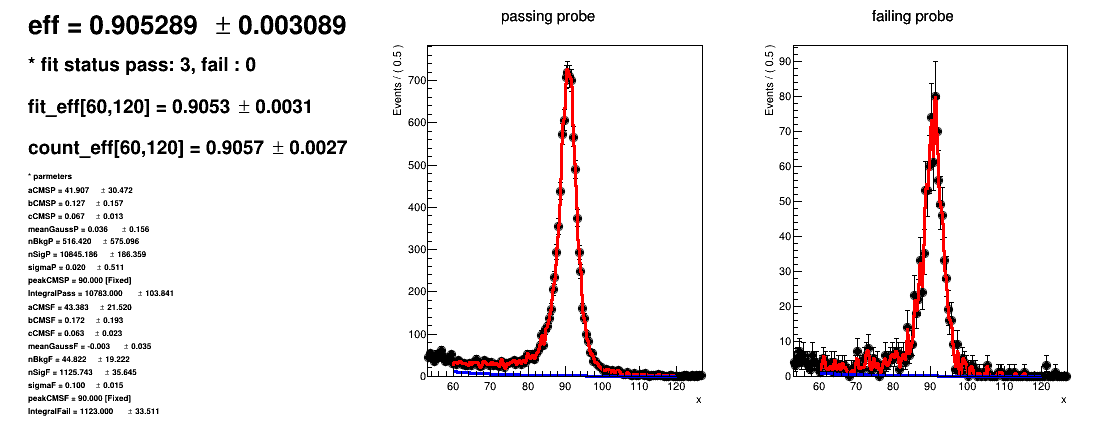 eff = 0.905289 ± 0.003089
* fit status pass: 3, fail : 0
fit_eff[60,120] = 0.9053 ± 0.0031
count_eff[60,120] = 0.9057 ± 0.0027
* parmeters
aCMSP = 41.907 ± 30.472
bCMSP = 0.127 ± 0.157
cCMSP = 0.067 ± 0.013
meanGaussP = 0.036 ± 0.156
nBkgP = 516.420 ± 575.096
nSigP = 10845.186 ± 186.359
sigmaP = 0.020 ± 0.511
peakCMSP = 90.000 [Fixed]
IntegralPass = 10783.000 ± 103.841
aCMSF = 43.383 ± 21.520
bCMSF = 0.172 ± 0.193
cCMSF = 0.063 ± 0.023
meanGaussF = -0.003 ± 0.035
nBkgF = 44.822 ± 19.222
nSigF = 1125.743 ± 35.645
sigmaF = 0.100 ± 0.015
peakCMSF = 90.000 [Fixed]
IntegralFail = 1123.000 ± 33.511
passing probe
Events / ( 0.5 )
700
600
500
400
300
200
100
0
60 70 80 90 100 110 120
x
failing probe
Events / ( 0.5 )
90
80
70
60
50
40
30
20
10
0
60 70 80 90 100 110 120
x